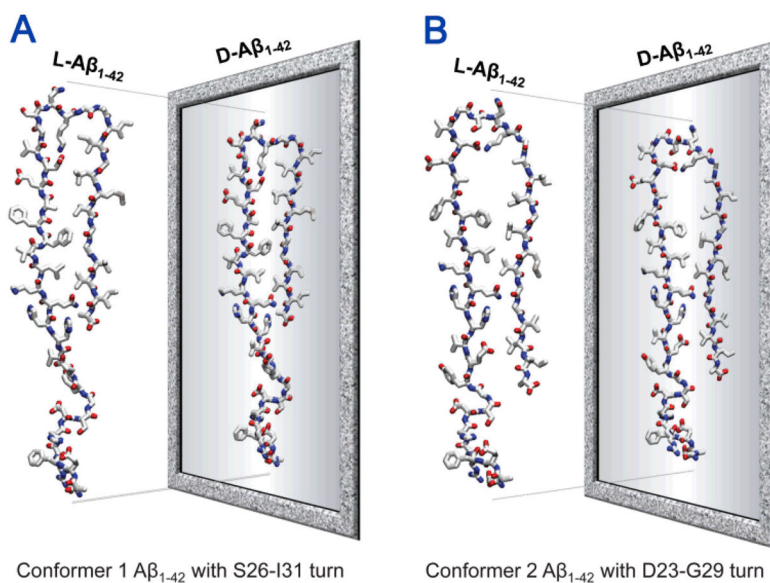 A
L-Aβ1-42
D-Aβ1-42
Conformer 1 Aβ1-42 with S26-I31 turn
B
L-Aβ1-42
D-Aβ1-42
Conformer 2 Aβ1-42 with D23-G29 turn